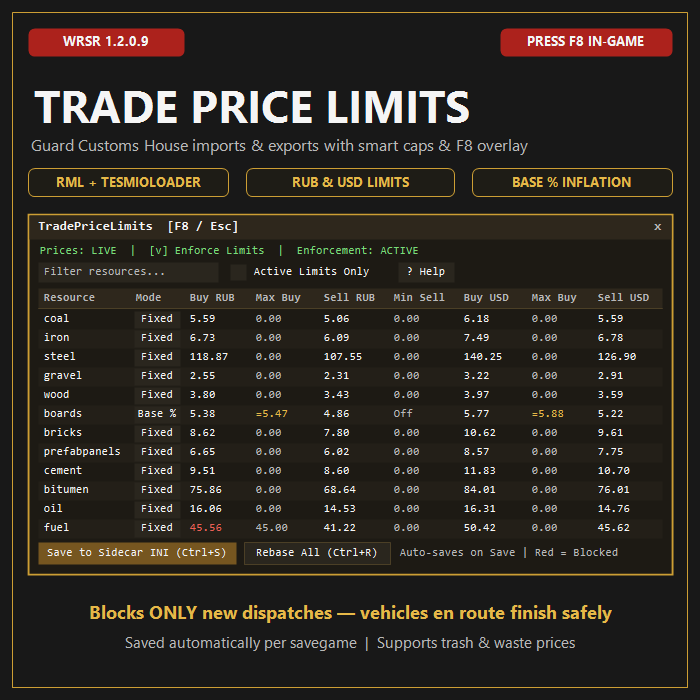 WRSR 1.2.0.9
PRESS F8 IN-GAME
TRADE PRICE LIMITS
Guard Customs House imports & exports with smart caps & F8 overlay
RML + TESMIOLOADER
RUB & USD LIMITS
BASE % INFLATION
TradePriceLimits [F8 / Esc] x
Prices: LIVE | [v] Enforce Limits | Enforcement: ACTIVE
Filter resources... Active Limits Only ? Help
Resource Mode Buy RUB Max Buy Sell RUB Min Sell Buy USD Max Buy Sell USD
coal Fixed 5.59 0.00 5.06 0.00 6.18 0.00 5.59
iron Fixed 6.73 0.00 6.09 0.00 7.49 0.00 6.78
steel Fixed 118.87 0.00 107.55 0.00 140.25 0.00 126.90
gravel Fixed 2.55 0.00 2.31 0.00 3.22 0.00 2.91
wood Fixed 3.80 0.00 3.43 0.00 3.97 0.00 3.59
boards Base % 5.38 =5.47 4.86 Off 5.77 =5.88 5.22
bricks Fixed 8.62 0.00 7.80 0.00 10.62 0.00 9.61
prefabpanels Fixed 6.65 0.00 6.02 0.00 8.57 0.00 7.75
cement Fixed 9.51 0.00 8.60 0.00 11.83 0.00 10.70
bitumen Fixed 75.86 0.00 68.64 0.00 84.01 0.00 76.01
oil Fixed 16.06 0.00 14.53 0.00 16.31 0.00 14.76
fuel Fixed 45.56 45.00 41.22 0.00 50.42 0.00 45.62
Save to Sidecar INI (Ctrl+S) Rebase All (Ctrl+R) Auto-saves on Save | Red = Blocked
Blocks ONLY new dispatches — vehicles en route finish safely
Saved automatically per savegame | Supports trash & waste prices